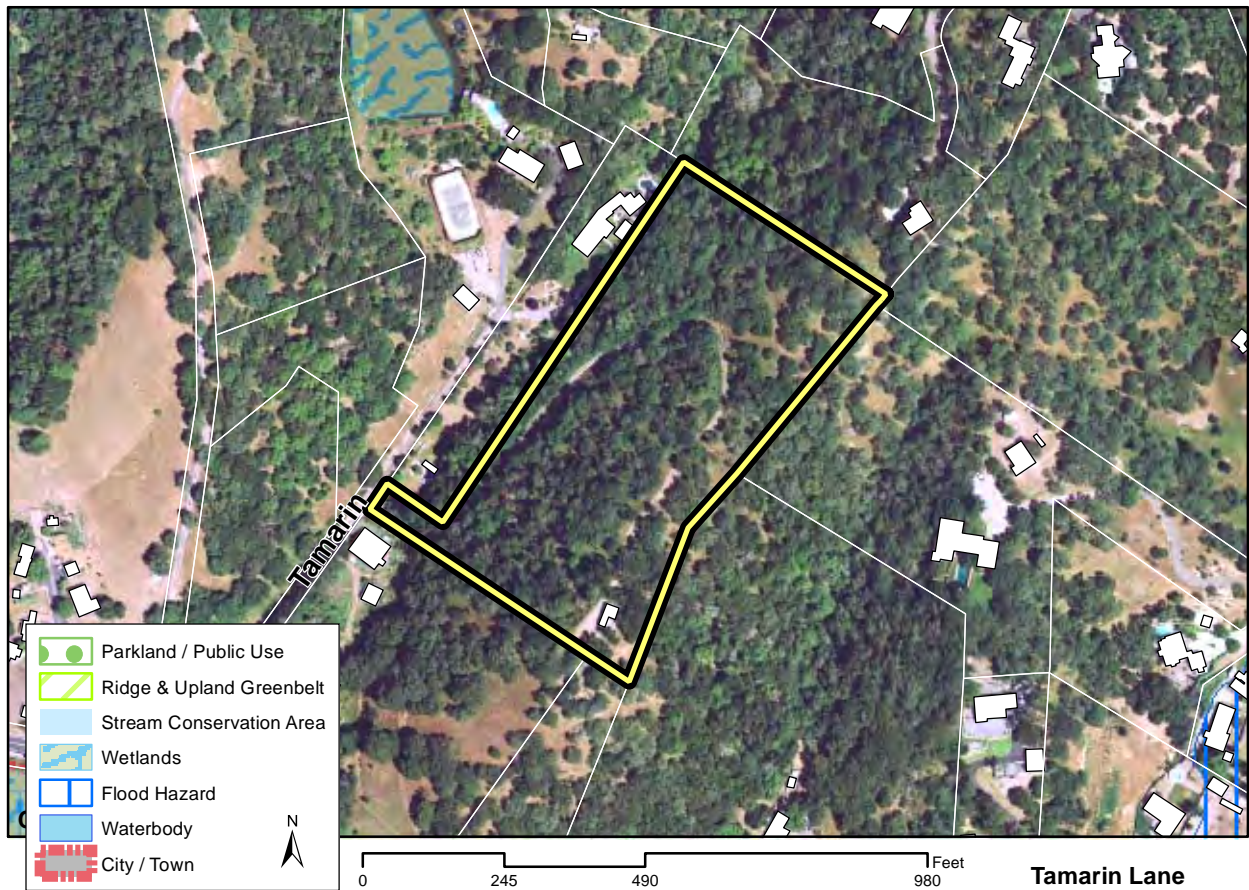 Tamarin
Parkland / Public Use
Ridge & Upland Greenbelt
Stream Conservation Area
Wetlands
Flood Hazard
Waterbody
City / Town
N
0 245 490 980
Feet
Tamarin Lane